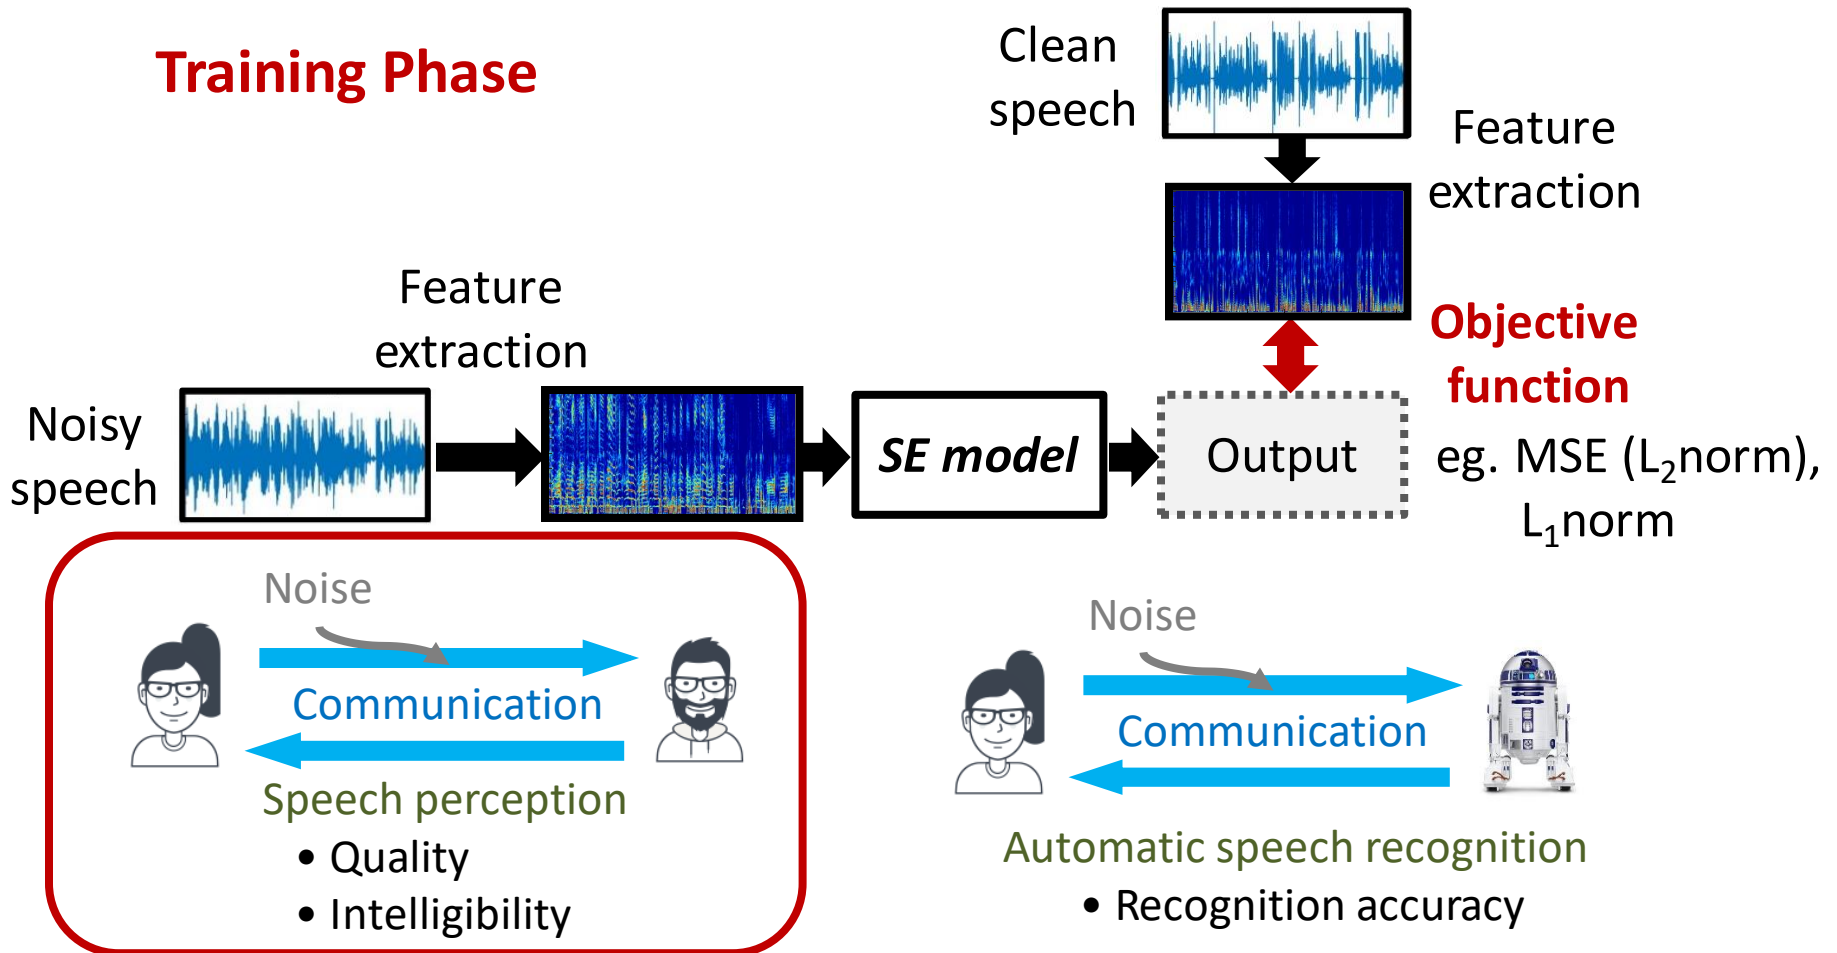 Training Phase
Clean
speech
Feature
extraction
Feature
extraction
Noisy
speech
SE model
Output
Objective
function
eg. MSE (L₂norm),
L₁norm
Noise
Communication
Speech perception
• Quality
• Intelligibility
Noise
Communication
Automatic speech recognition
• Recognition accuracy